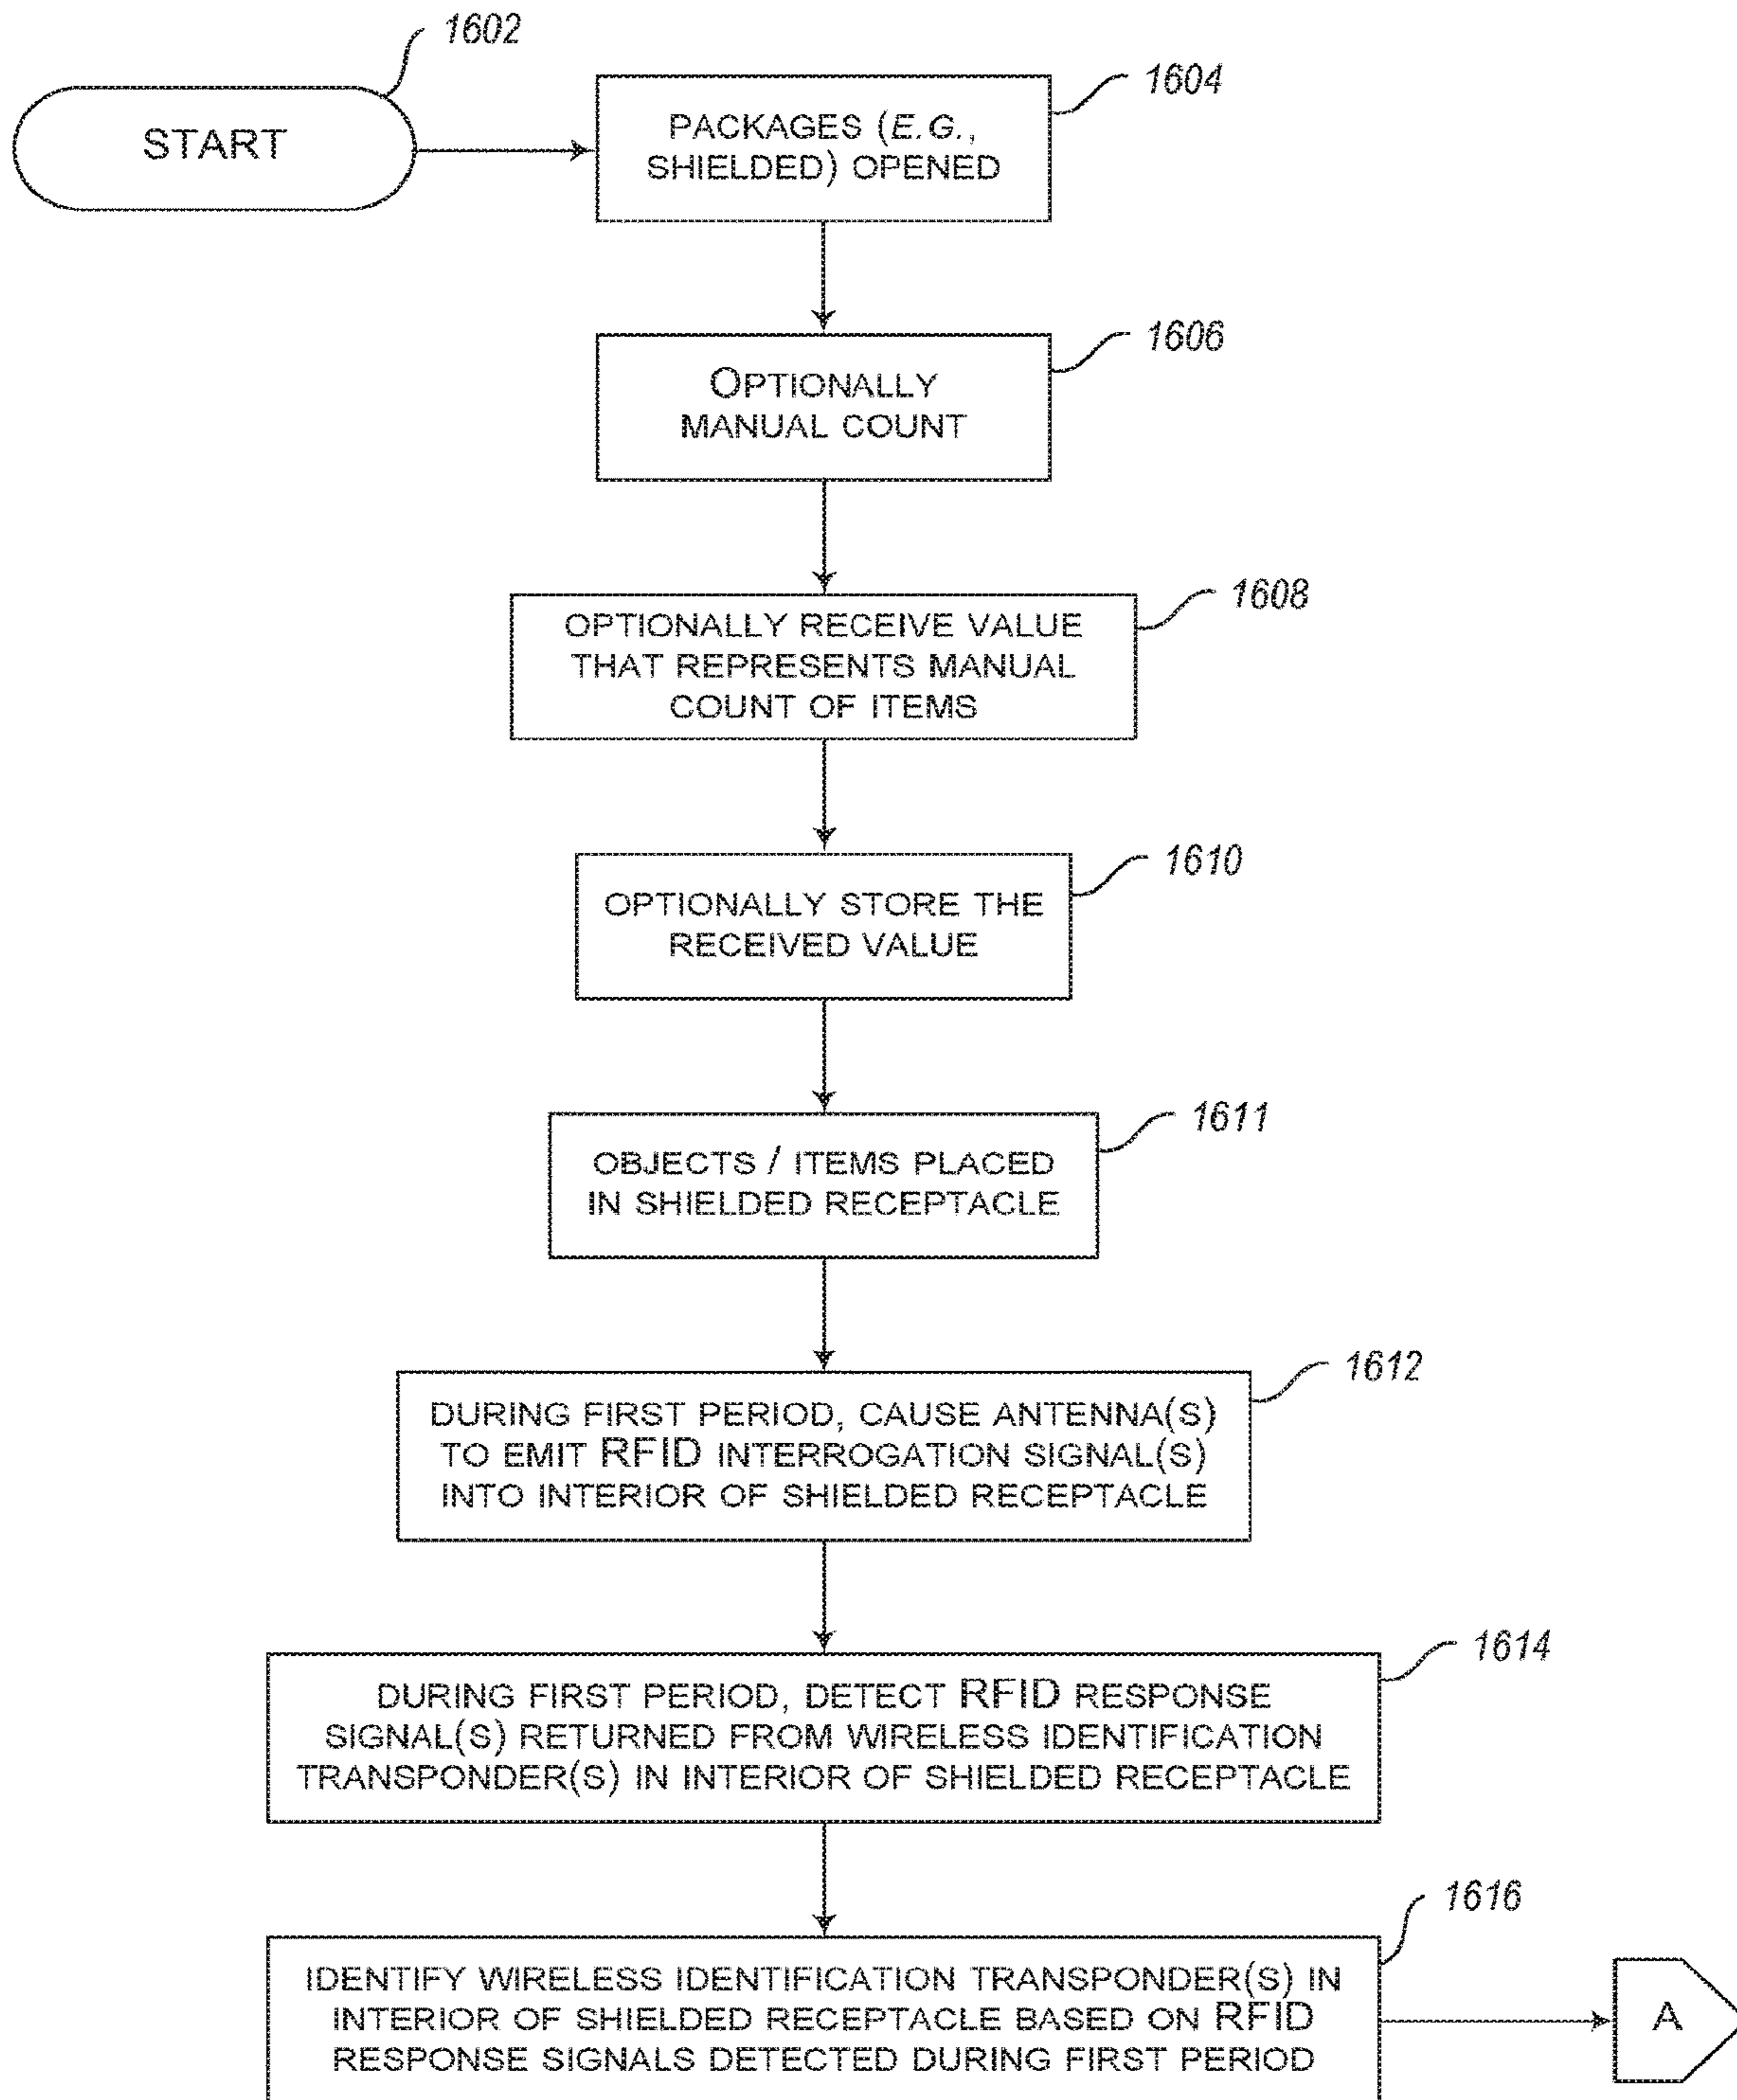 1602
START
1604
PACKAGES (E.G.,
SHIELDED) OPENED
1606
OPTIONALLY
MANUAL COUNT
1608
OPTIONALLY RECEIVE VALUE
THAT REPRESENTS MANUAL
COUNT OF ITEMS
1610
OPTIONALLY STORE THE
RECEIVED VALUE
1611
OBJECTS / ITEMS PLACED
IN SHIELDED RECEPTACLE
1612
DURING FIRST PERIOD, CAUSE ANTENNA(S)
TO EMIT RFID INTERROGATION SIGNAL(S)
INTO INTERIOR OF SHIELDED RECEPTACLE
1614
DURING FIRST PERIOD, DETECT RFID RESPONSE
SIGNAL(S) RETURNED FROM WIRELESS IDENTIFICATION
TRANSPONDER(S) IN INTERIOR OF SHIELDED RECEPTACLE
1616
IDENTIFY WIRELESS IDENTIFICATION TRANSPONDER(S) IN
INTERIOR OF SHIELDED RECEPTACLE BASED ON RFID
RESPONSE SIGNALS DETECTED DURING FIRST PERIOD
A